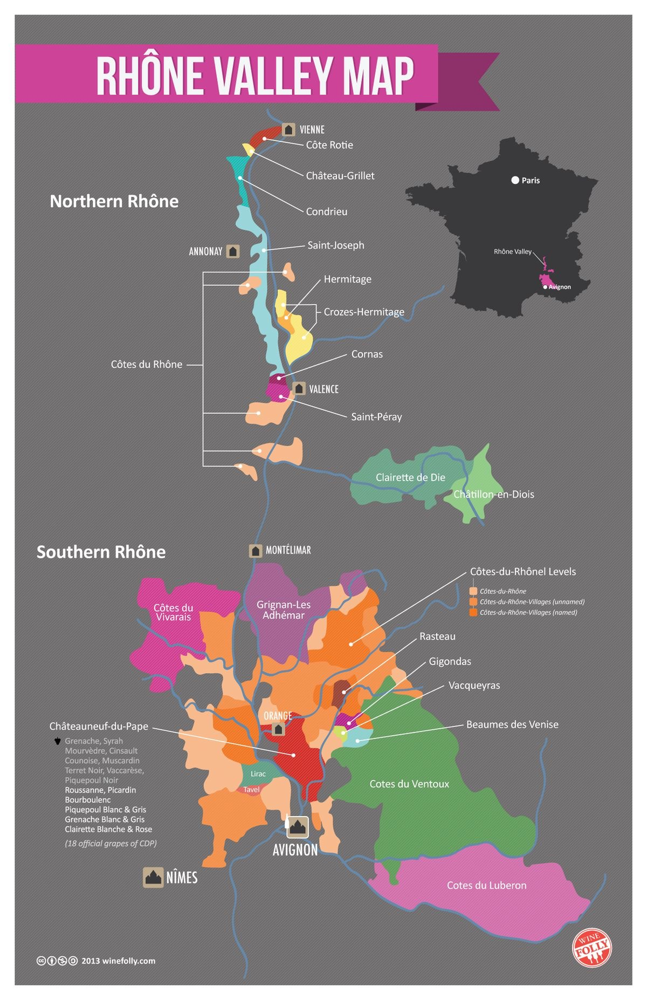 RHÔNE VALLEY MAP
VIENNE
Côte Rotie
Château-Grillet
Condrieu
Northern Rhône
Paris
Rhône Valley
Avignon
ANNONAY
Saint-Joseph
Hermitage
Crozes-Hermitage
Cornas
Côtes du Rhône
VALENCE
Saint-Péray
Clairette de Die
Châtillon-en-Diois
Southern Rhône
MONTÉLIMAR
Côtes-du-Rhônel Levels
Côtes-du-Rhône
Côtes-du-Rhône-Villages (unnamed)
Côtes-du-Rhône-Villages (named)
Côtes du
Vivarais
Grignan-Les
Adhémar
Rasteau
Gigondas
Vacqueyras
Beaumes des Venise
ORANGE
Châteauneuf-du-Pape
Grenache, Syrah
Mourvèdre, Cinsault
Counoise, Muscardin
Terret Noir, Vaccarèse,
Piquepoul Noir
Roussanne, Picardin
Bourboulenc
Piquepoul Blanc & Gris
Grenache Blanc & Gris
Clairette Blanche & Rose
(18 official grapes of CDP)
Lirac
Tavel
Cotes du Ventoux
AVIGNON
NÎMES
Cotes du Luberon
cc 2013 winefolly.com
WINE
FOLLY